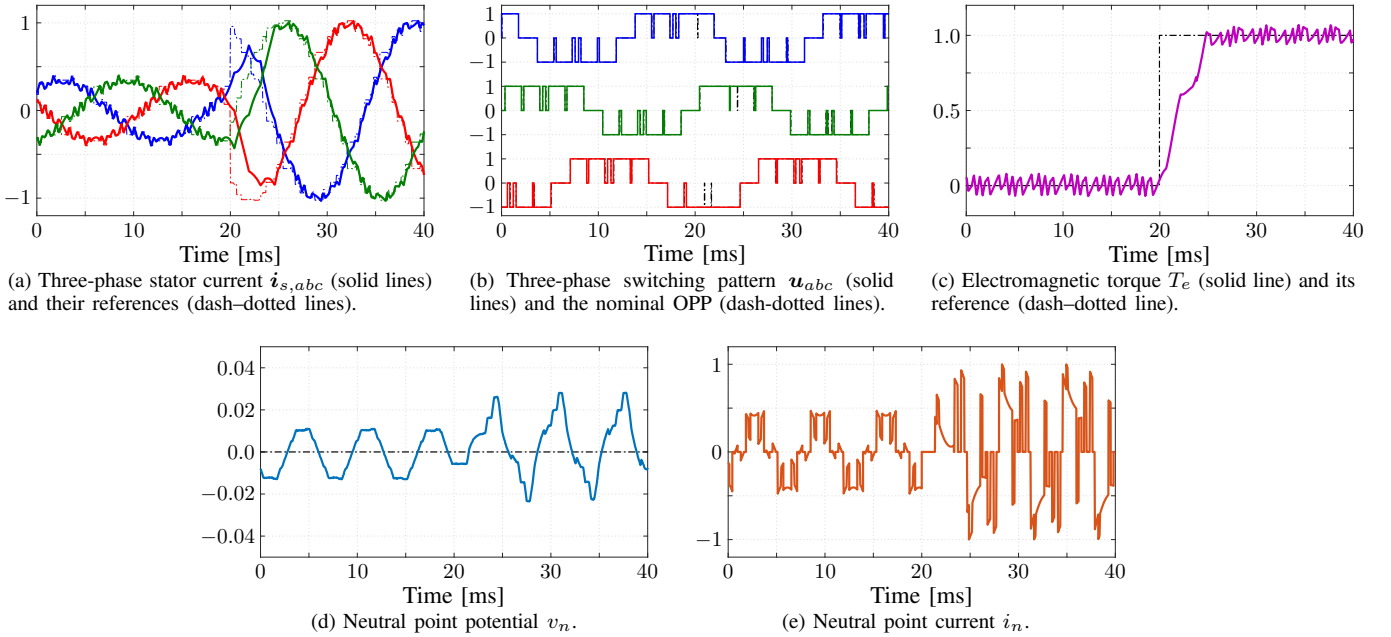 1
0
−1
0 10 20 30 40
Time [ms]
(a) Three-phase stator current i_{s,abc} (solid lines)
and their references (dash–dotted lines).
1
0
−1
1
0
−1
1
0
−1
0 10 20 30 40
Time [ms]
(b) Three-phase switching pattern u_{abc} (solid
lines) and the nominal OPP (dash-dotted lines).
1.0
0.5
0
0 10 20 30 40
Time [ms]
(c) Electromagnetic torque T_e (solid line) and its
reference (dash–dotted line).
0.04
0.02
0.0
−0.02
−0.04
0 10 20 30 40
Time [ms]
(d) Neutral point potential v_n.
1
0
−1
0 10 20 30 40
Time [ms]
(e) Neutral point current i_n.